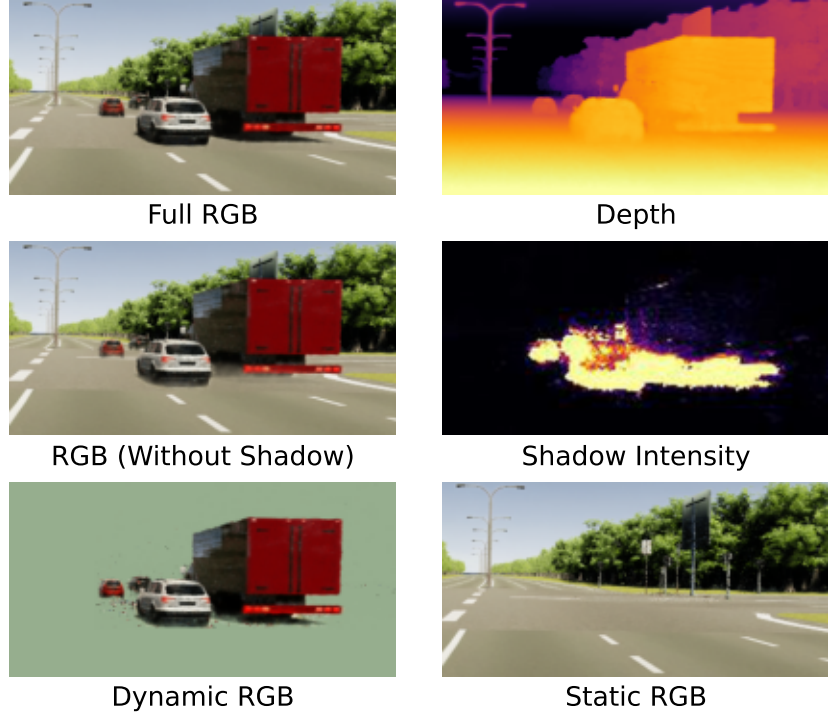 Full RGB
Depth
RGB (Without Shadow)
Shadow Intensity
Dynamic RGB
Static RGB